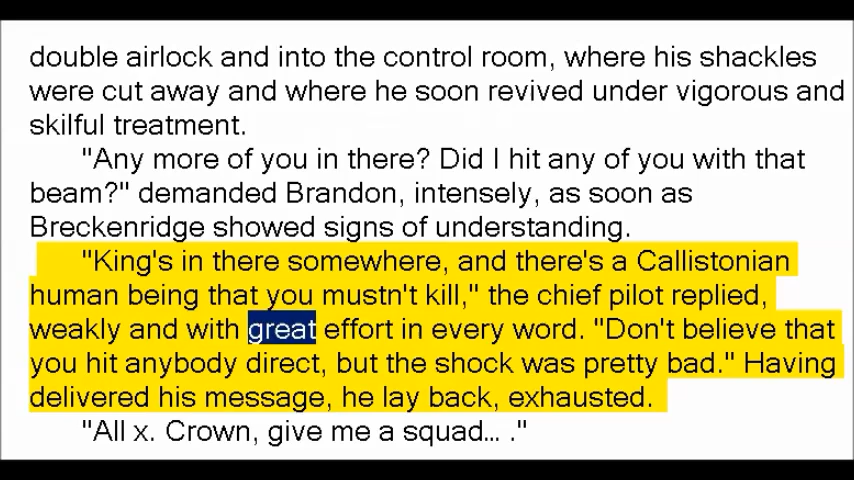 double airlock and into the control room, where his shackles
were cut away and where he soon revived under vigorous and
skilful treatment.
"Any more of you in there? Did I hit any of you with that
beam?" demanded Brandon, intensely, as soon as
Breckenridge showed signs of understanding.
"King's in there somewhere, and there's a Callistonian
human being that you mustn't kill," the chief pilot replied,
weakly and with great effort in every word. "Don't believe that
you hit anybody direct, but the shock was pretty bad." Having
delivered his message, he lay back, exhausted.
"All x. Crown, give me a squad... ."